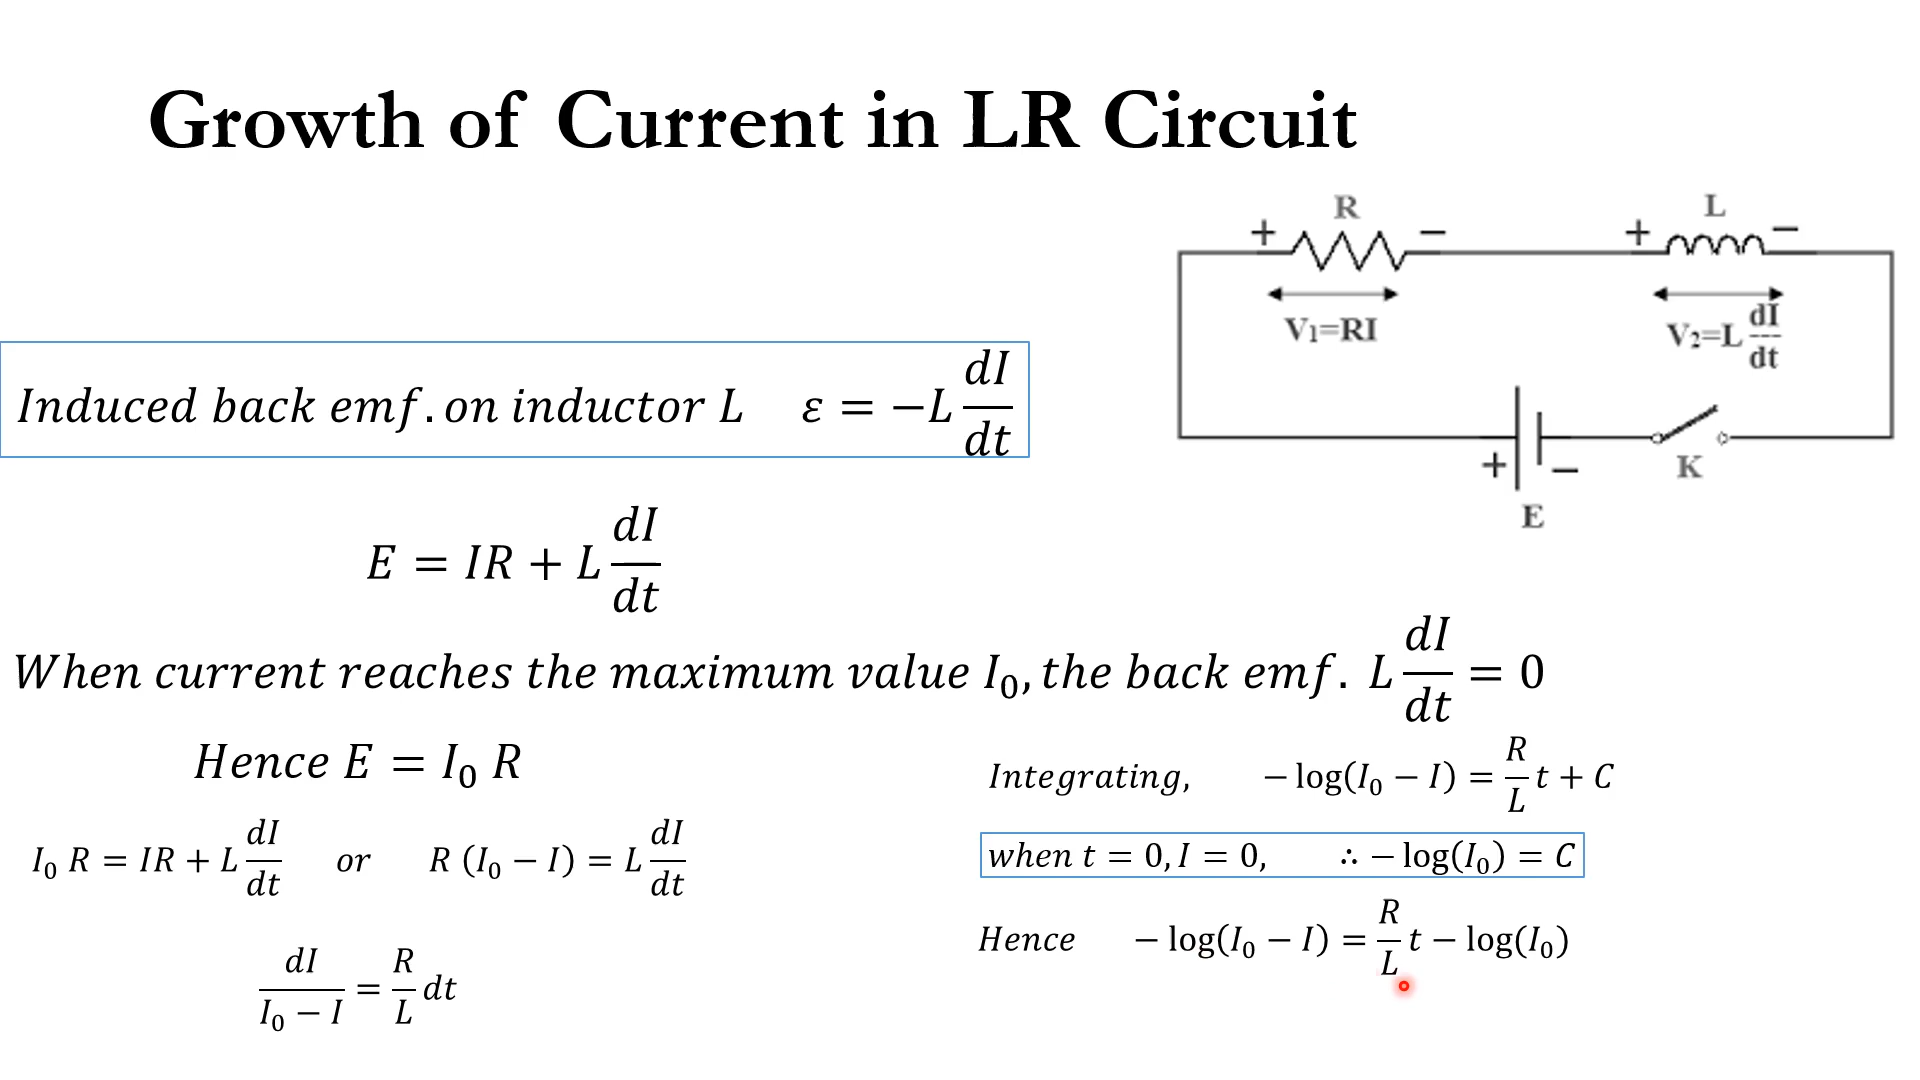 Growth of Current in LR Circuit
R
L
+ − + −
V₁=RI
V₂=L dI/dt
+ −
K
E
Induced back emf. on inductor L ε = −L dI/dt
E = IR + L dI/dt
When current reaches the maximum value I₀, the back emf. L dI/dt = 0
Hence E = I₀ R
I₀ R = IR + L dI/dt or R (I₀ − I) = L dI/dt
dI/(I₀ − I) = R/L dt
Integrating, − log(I₀ − I) = R/L t + C
when t = 0, I = 0, ∴ − log(I₀) = C
Hence − log(I₀ − I) = R/L t − log(I₀)